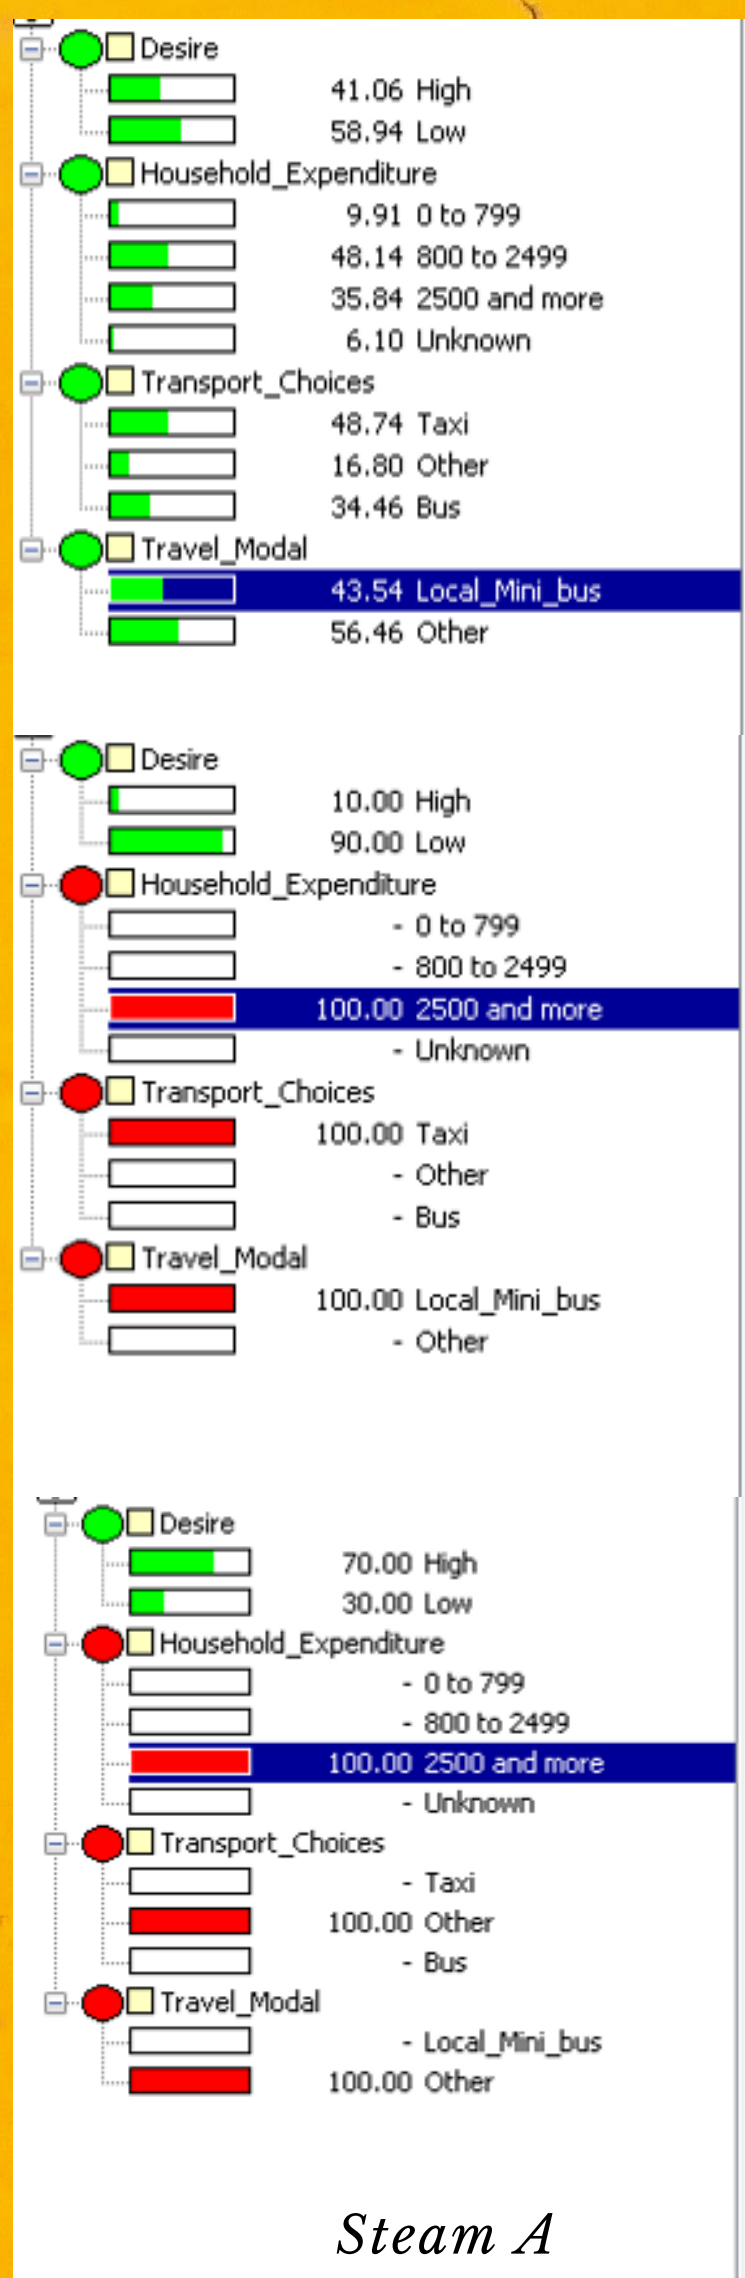 Desire
41.06 High
58.94 Low
Household_Expenditure
9.91 0 to 799
48.14 800 to 2499
35.84 2500 and more
6.10 Unknown
Transport_Choices
48.74 Taxi
16.80 Other
34.46 Bus
Travel_Modal
43.54 Local_Mini_bus
56.46 Other
Desire
10.00 High
90.00 Low
Household_Expenditure
- 0 to 799
- 800 to 2499
100.00 2500 and more
- Unknown
Transport_Choices
100.00 Taxi
- Other
- Bus
Travel_Modal
100.00 Local_Mini_bus
- Other
Desire
70.00 High
30.00 Low
Household_Expenditure
- 0 to 799
- 800 to 2499
100.00 2500 and more
- Unknown
Transport_Choices
- Taxi
100.00 Other
- Bus
Travel_Modal
- Local_Mini_bus
100.00 Other
Steam A